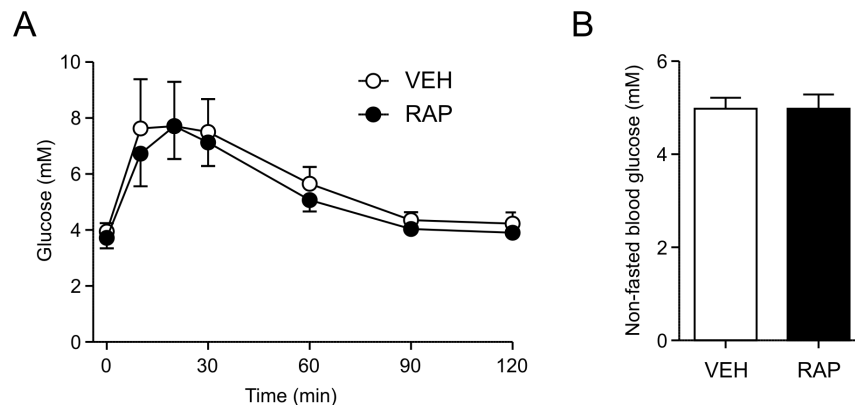 A
Glucose (mM)
10
8
6
4
2
0
VEH
RAP
0
30
60
90
120
Time (min)
B
Non-fasted blood glucose (mM)
6
4
2
0
VEH
RAP